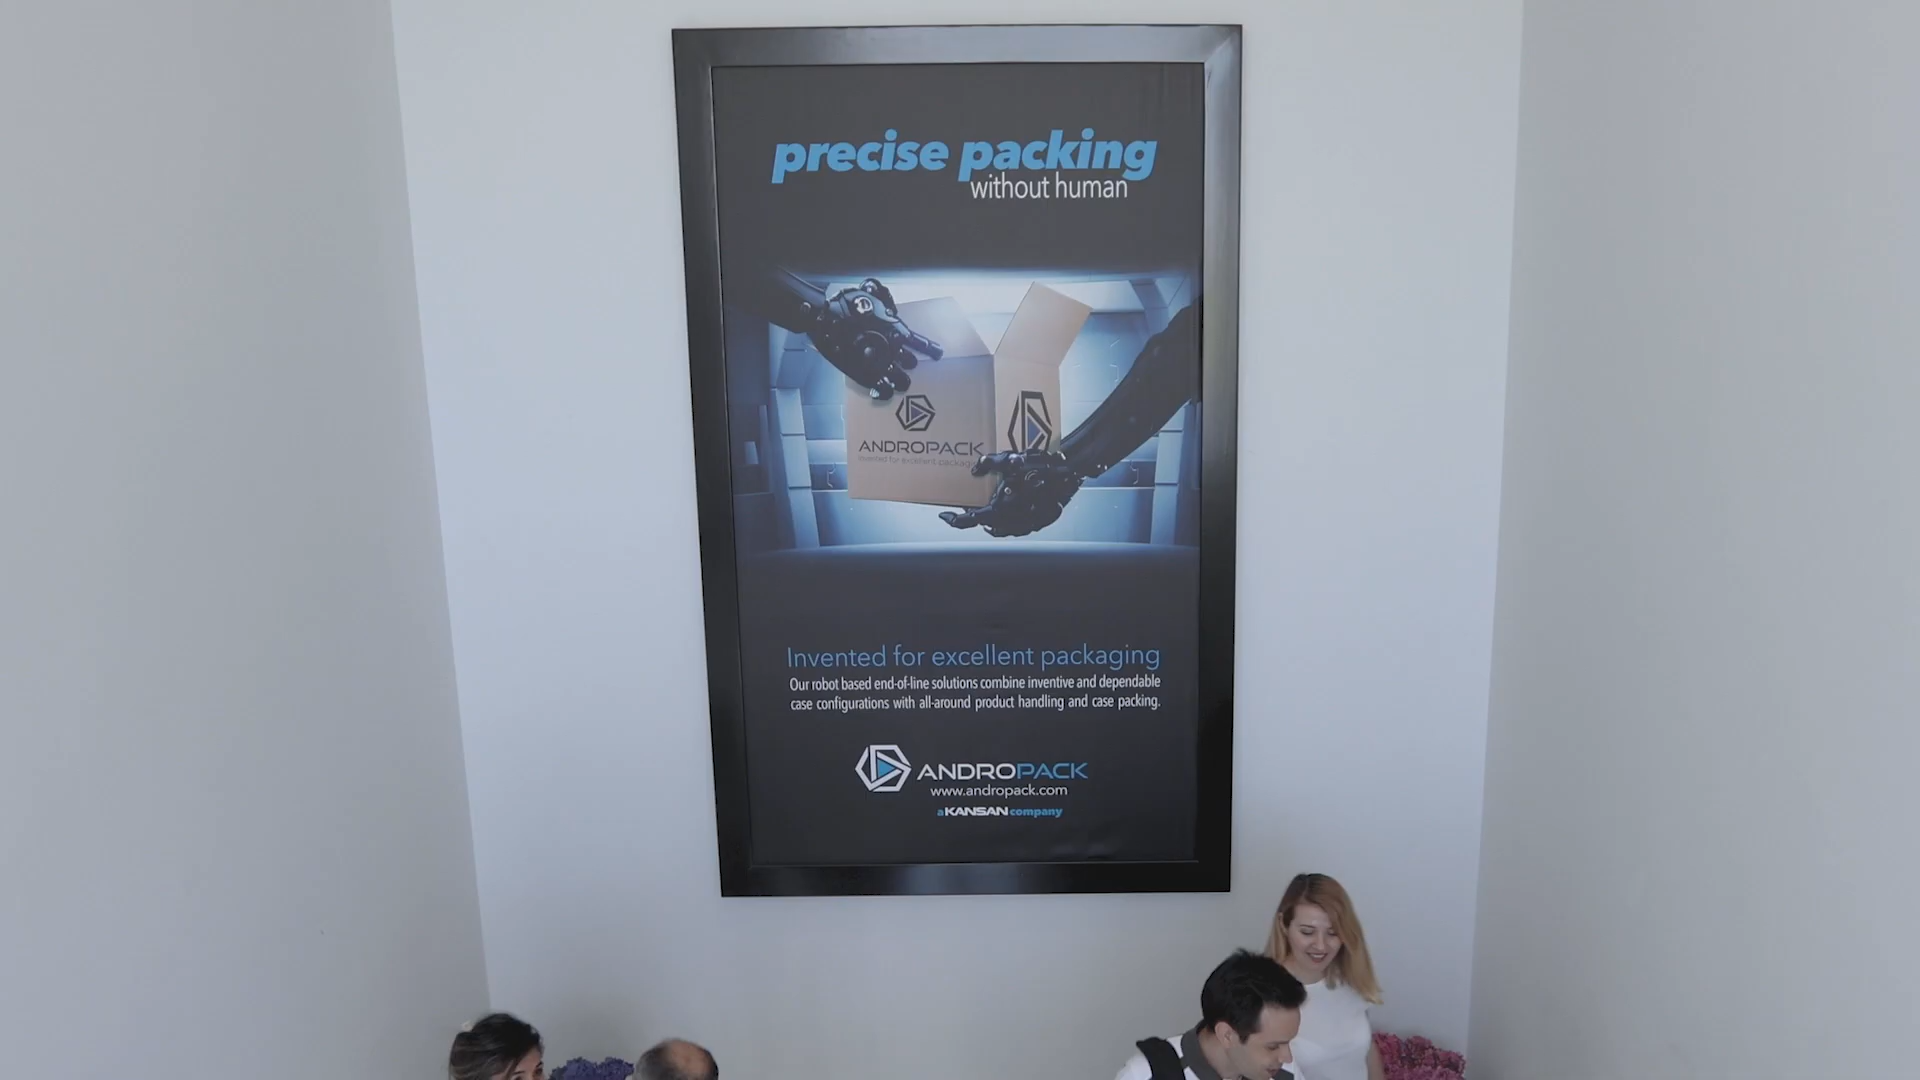 precise packing
without human
ANDROPACK
Invented for excellent packaging
Our robot based end-of-line solutions combine inventive and dependable
case configurations with all-around product handling and case packing.
ANDROPACK
www.andropack.com
a KANSAN company